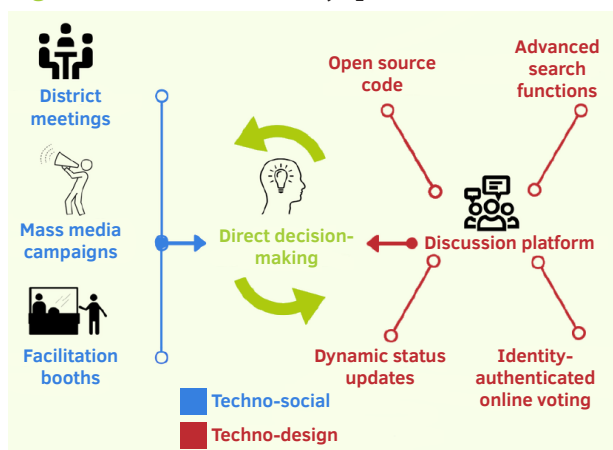 District
meetings
Mass media
campaigns
Facilitation
booths
Direct decision-
making
Open source
code
Advanced
search
functions
Discussion platform
Dynamic status
updates
Identity-
authenticated
online voting
Techno-social
Techno-design